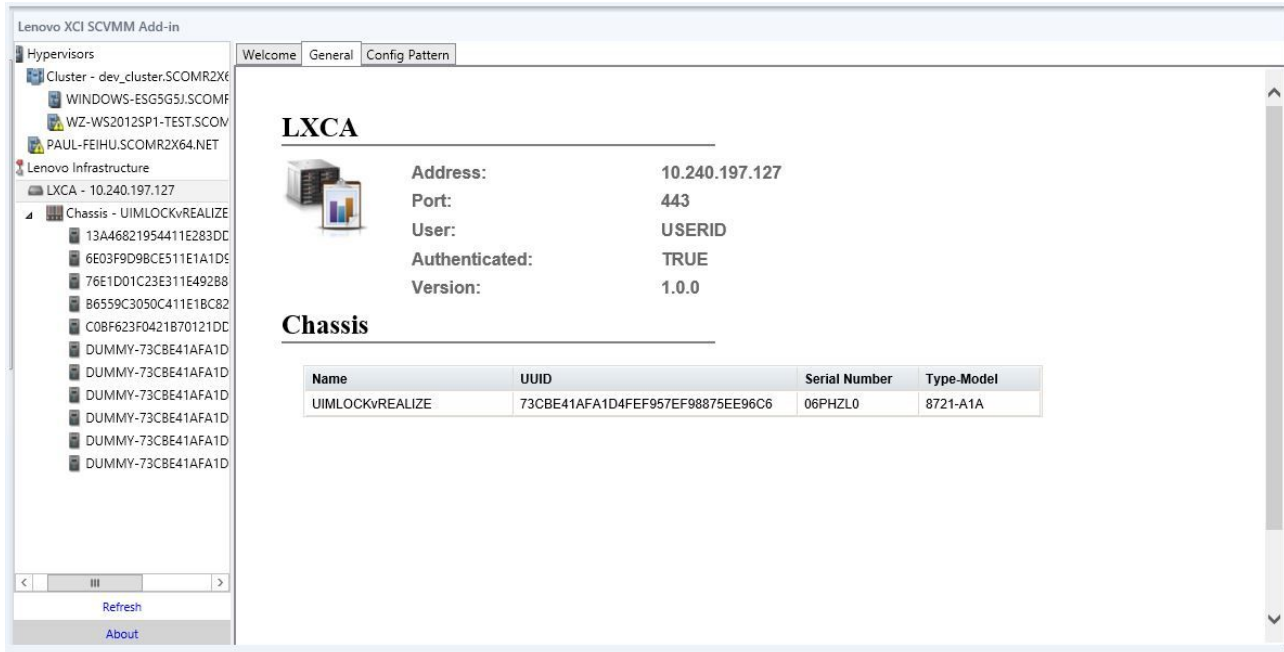 Lenovo XCI SCVMM Add-in
Hypervisors
Cluster - dev_cluster.SCOMR2X6
WINDOWS-ESG5G5J.SCOMF
WZ-WS2012SP1-TEST.SCOM
PAUL-FEIHU.SCOMR2X64.NET
Lenovo Infrastructure
LXCA - 10.240.197.127
Chassis - UIMLOCKvREALIZE
13A46821954411E283DD
6E03F9D9BCE511E1A1D9
76E1D01C23E311E492B8
B6559C3050C411E1BC82
C0BF623F0421B70121DD
DUMMY-73CBE41AFA1D
DUMMY-73CBE41AFA1D
DUMMY-73CBE41AFA1D
DUMMY-73CBE41AFA1D
DUMMY-73CBE41AFA1D
DUMMY-73CBE41AFA1D
Refresh
About
Welcome General Config Pattern
LXCA
Address: 10.240.197.127
Port: 443
User: USERID
Authenticated: TRUE
Version: 1.0.0
Chassis
Name UUID Serial Number Type-Model
UIMLOCKvREALIZE 73CBE41AFA1D4FEF957EF98875EE96C6 06PHZL0 8721-A1A